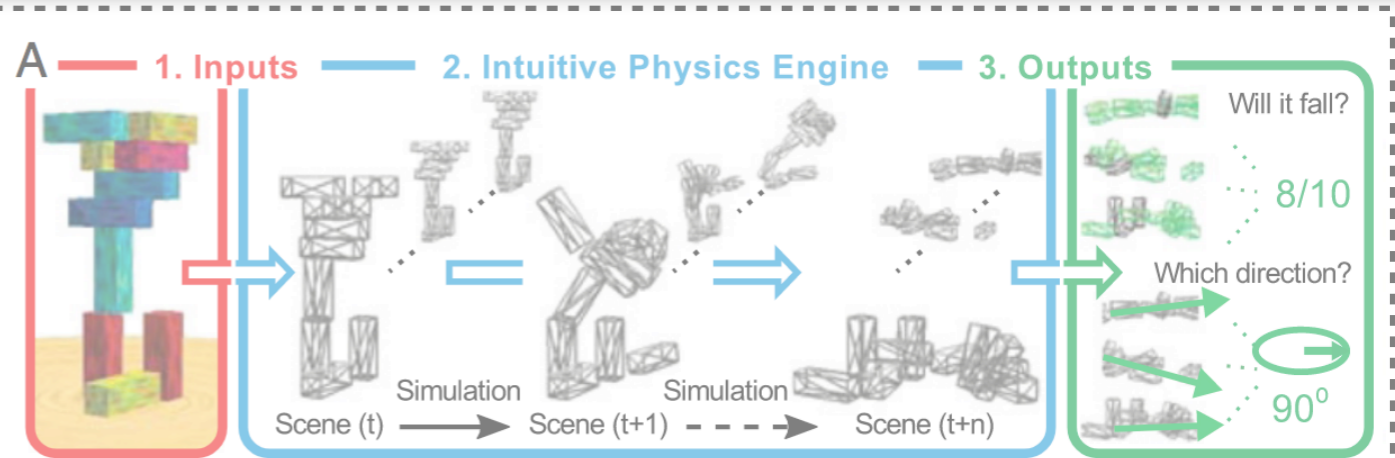 A
1. Inputs
2. Intuitive Physics Engine
3. Outputs
Will it fall?
8/10
Which direction?
90⁰
Simulation
Simulation
Scene (t)
Scene (t+1)
Scene (t+n)